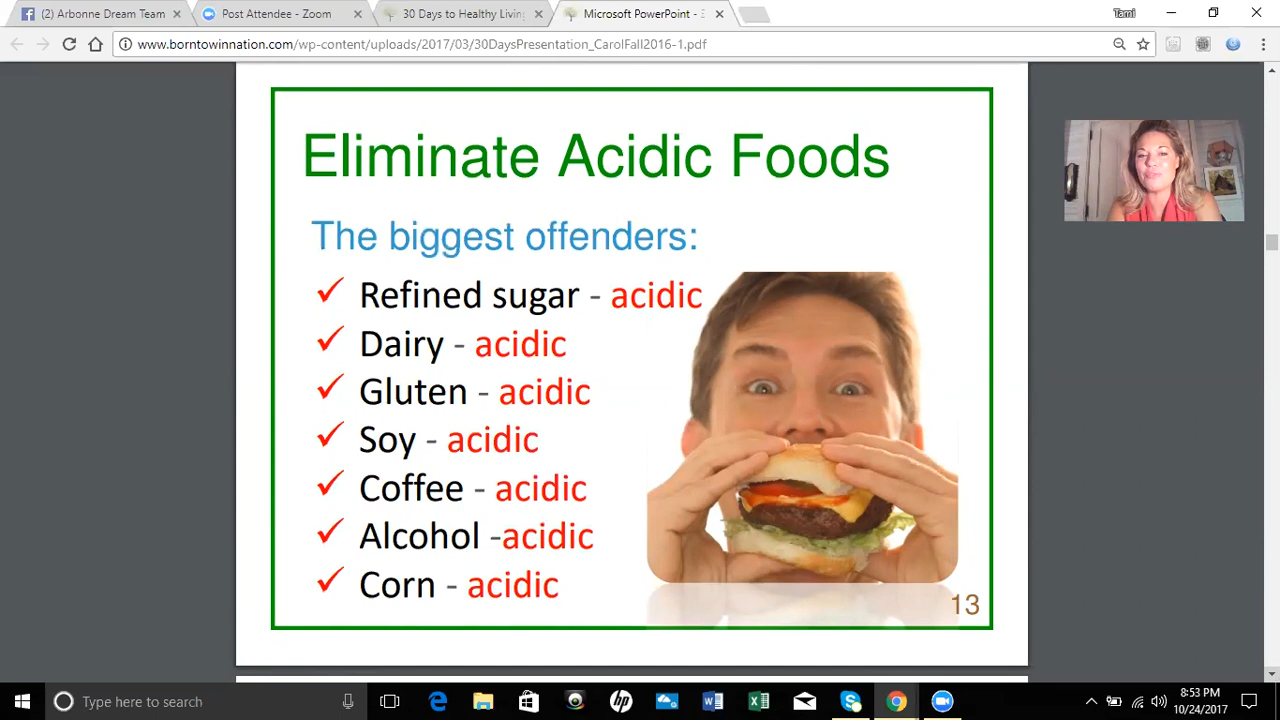 (2) Arbonne Dream Team
Post Attendee - Zoom
30 Days to Healthy Living
Microsoft PowerPoint - 
Tami
www.borntowinnation.com/wp-content/uploads/2017/03/30DaysPresentation_CarolFall2016-1.pdf
Eliminate Acidic Foods
The biggest offenders:
Refined sugar - acidic
Dairy - acidic
Gluten - acidic
Soy - acidic
Coffee - acidic
Alcohol -acidic
Corn - acidic
13
Type here to search
8:53 PM
10/24/2017